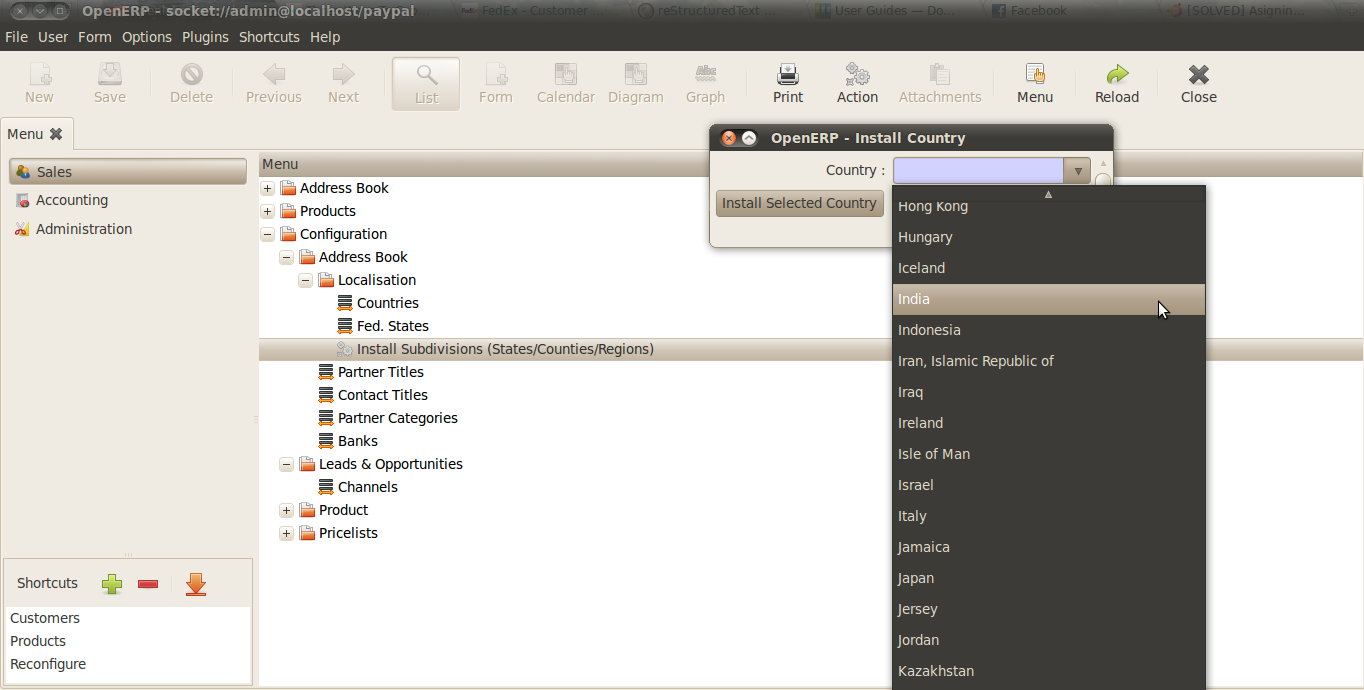 OpenERP - socket://admin@localhost/paypal
FedEx - Customer ...
reStructuredText ...
User Guides — Do...
Facebook
[SOLVED] Asignin...
File User Form Options Plugins Shortcuts Help
New Save Delete Previous Next List Form Calendar Diagram Abc Graph Print Action Attachments Menu Reload Close
Menu
Sales
Accounting
Administration
Menu
Address Book
Products
Configuration
Address Book
Localisation
Countries
Fed. States
Install Subdivisions (States/Counties/Regions)
Partner Titles
Contact Titles
Partner Categories
Banks
Leads & Opportunities
Channels
Product
Pricelists
OpenERP - Install Country
Country :
Install Selected Country
Hong Kong
Hungary
Iceland
India
Indonesia
Iran, Islamic Republic of
Iraq
Ireland
Isle of Man
Israel
Italy
Jamaica
Japan
Jersey
Jordan
Kazakhstan
Shortcuts
Customers
Products
Reconfigure